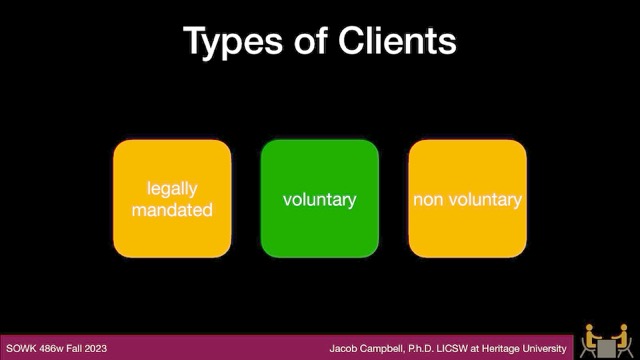 Types of Clients
legally
mandated
voluntary
non voluntary
SOWK 486w Fall 2023
Jacob Campbell, Ph.D. LICSW at Heritage University